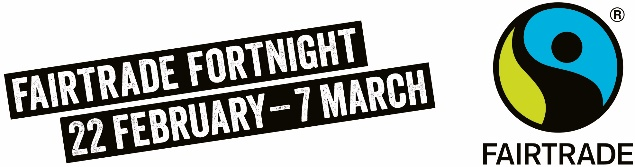 FAIRTRADE FORTNIGHT
22 FEBRUARY – 7 MARCH
®
FAIRTRADE